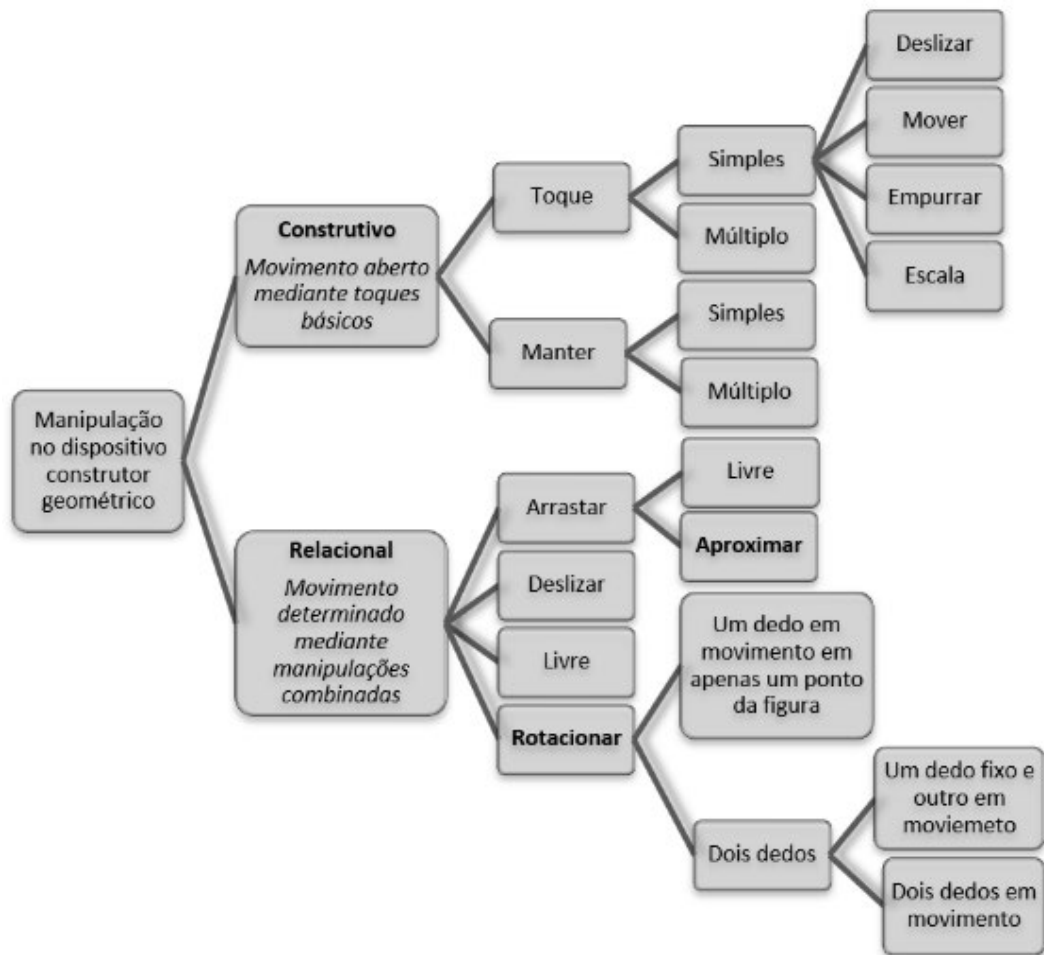 Manipulação
no dispositivo
construtor
geométrico
Construtivo
Movimento aberto
mediante toques
básicos
Toque
Simples
Deslizar
Mover
Empurrar
Escala
Múltiplo
Manter
Simples
Múltiplo
Relacional
Movimento
determinado
mediante
manipulações
combinadas
Arrastar
Livre
Aproximar
Deslizar
Livre
Rotacionar
Um dedo em
movimento em
apenas um ponto
da figura
Dois dedos
Um dedo fixo e
outro em
moviemeto
Dois dedos em
movimento